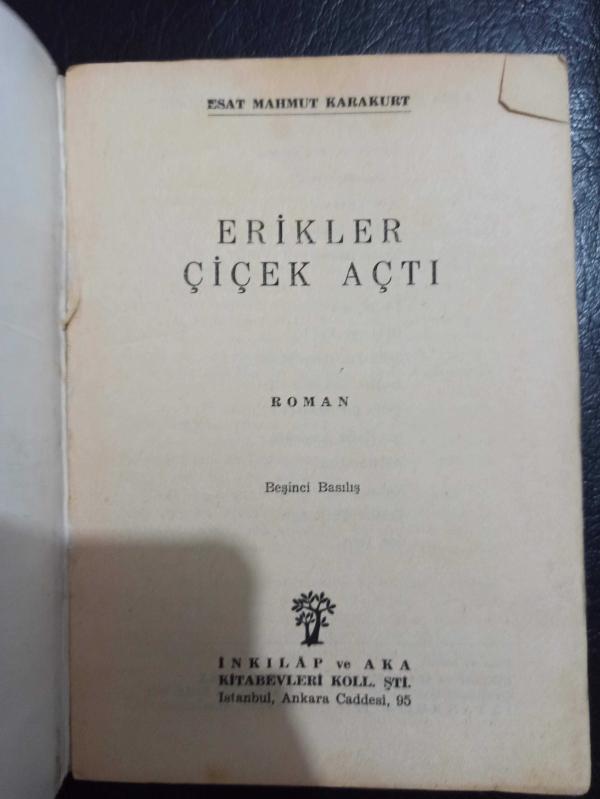 ESAT MAHMUT KARAKURT
ERİKLER
ÇİÇEK AÇTI
ROMAN
Beşinci Basılış
İNKILÂP ve AKA
KİTABEVLERİ KOLL. ŞTİ.
Istanbul, Ankara Caddesi, 95